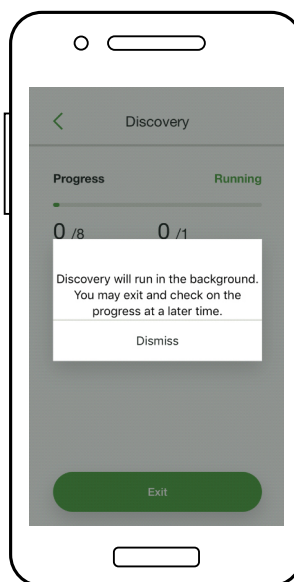 Discovery
Progress Running
0 /8 0 /1
Discovery will run in the background.
You may exit and check on the
progress at a later time.
Dismiss
Exit